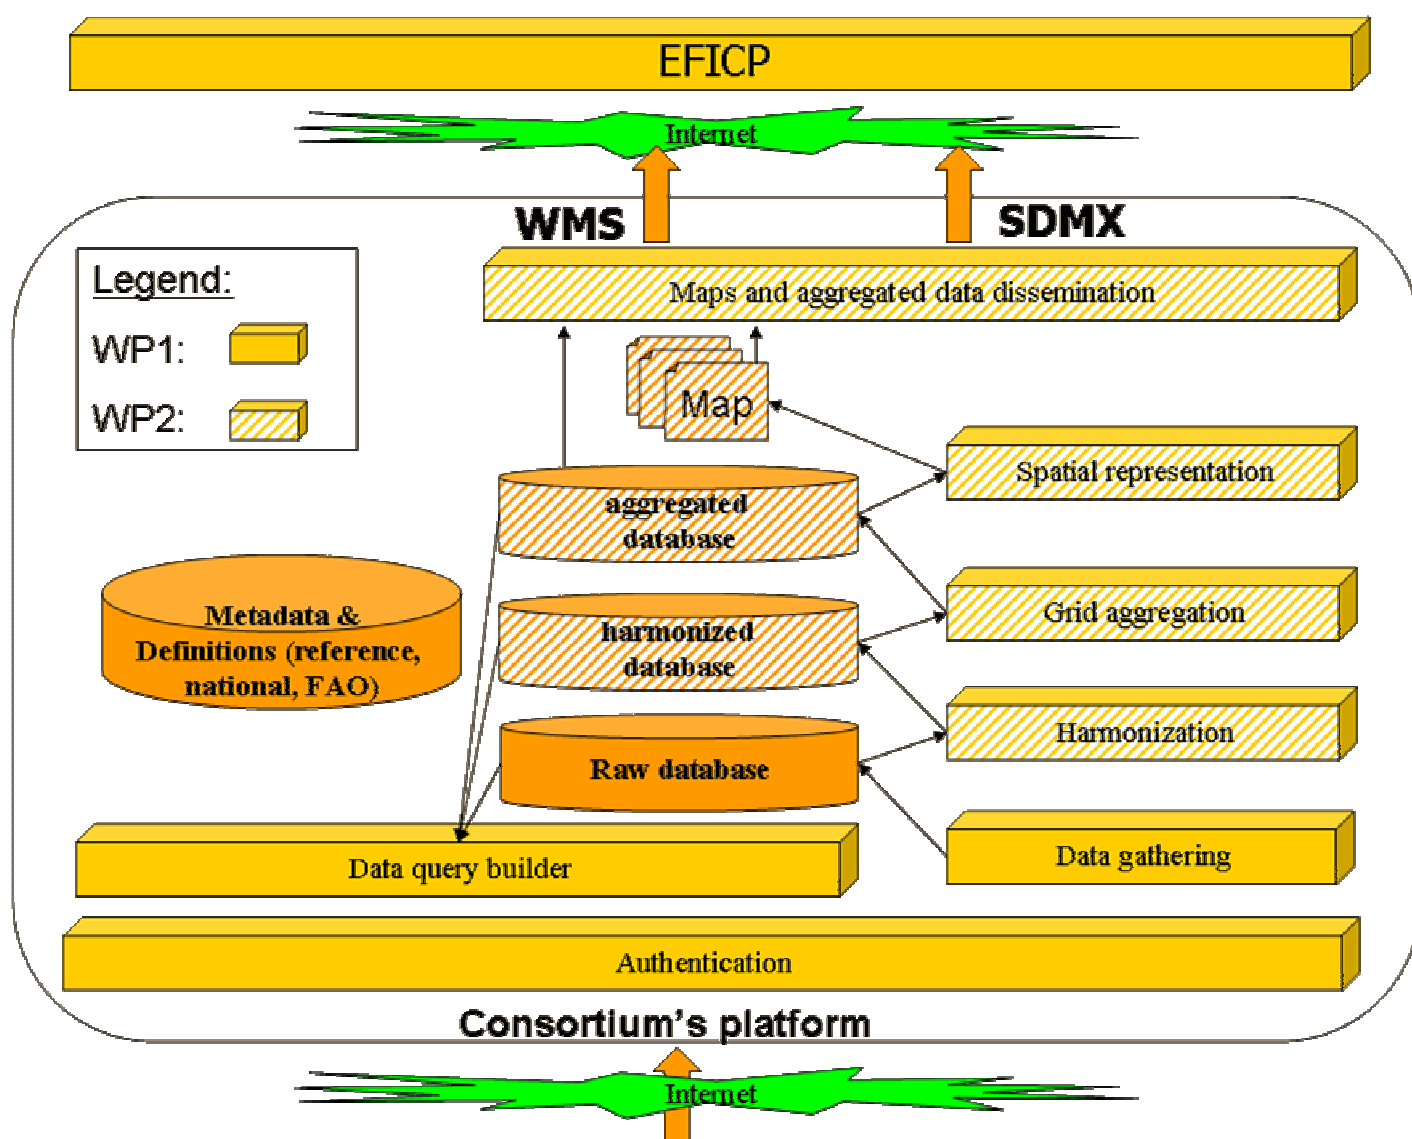 EFICP
Internet
WMS
SDMX
Legend:
WP1:
WP2:
Maps and aggregated data dissemination
Map
Spatial representation
aggregated
database
Grid aggregation
Metadata &
Definitions (reference,
national, FAO)
harmonized
database
Harmonization
Raw database
Data gathering
Data query builder
Authentication
Consortium's platform
Internet